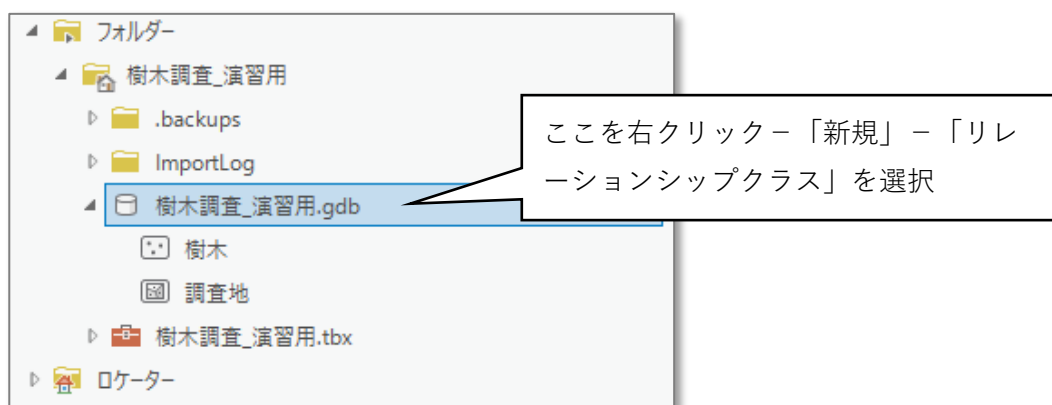 フォルダー
樹木調査_演習用
.backups
ImportLog
樹木調査_演習用.gdb
樹木
調査地
樹木調査_演習用.tbx
ロケーター
ここを右クリック－「新規」－「リレ
ーションシップクラス」を選択